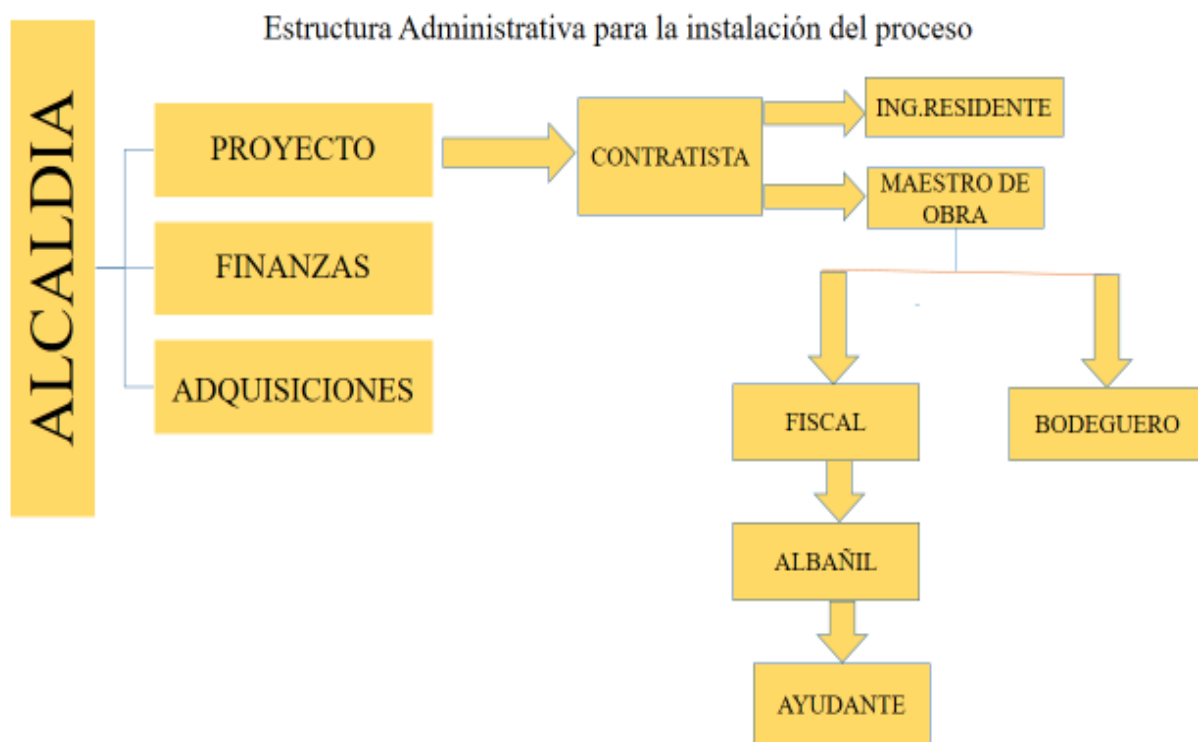 Estructura Administrativa para la instalación del proceso
ALCALDIA
PROYECTO
FINANZAS
ADQUISICIONES
CONTRATISTA
ING.RESIDENTE
MAESTRO DE
OBRA
FISCAL
BODEGUERO
ALBAÑIL
AYUDANTE